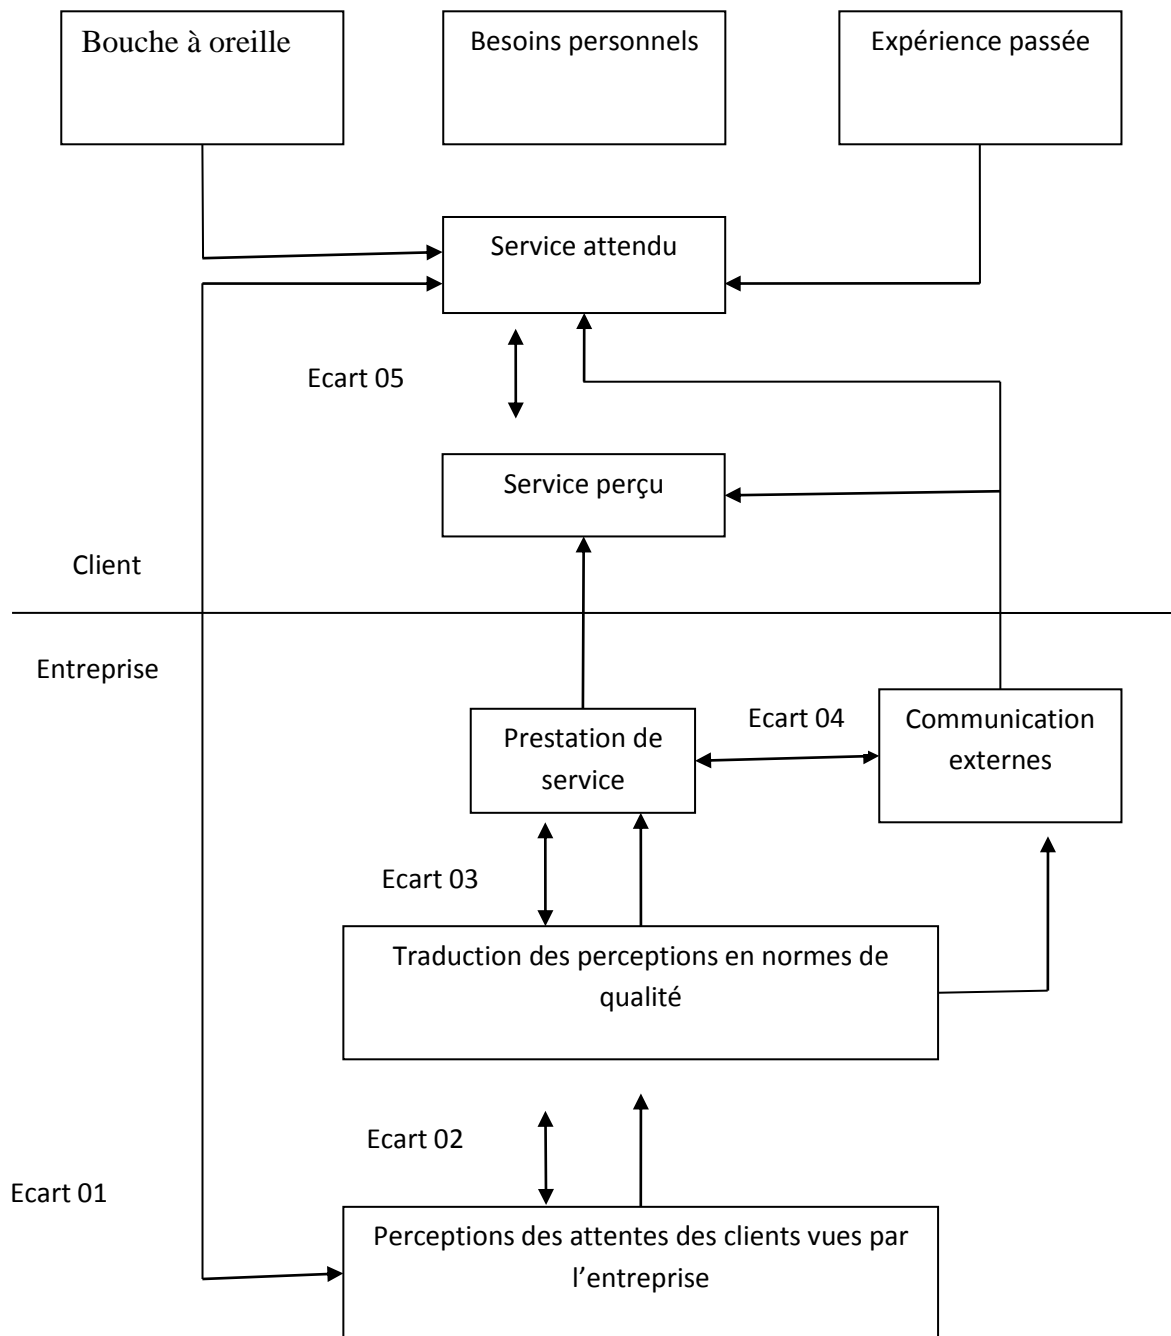 Bouche à oreille
Besoins personnels
Expérience passée
Service attendu
Ecart 05
Service perçu
Client
Entreprise
Prestation de
service
Ecart 04
Communication
externes
Ecart 03
Traduction des perceptions en normes de
qualité
Ecart 02
Ecart 01
Perceptions des attentes des clients vues par
l’entreprise